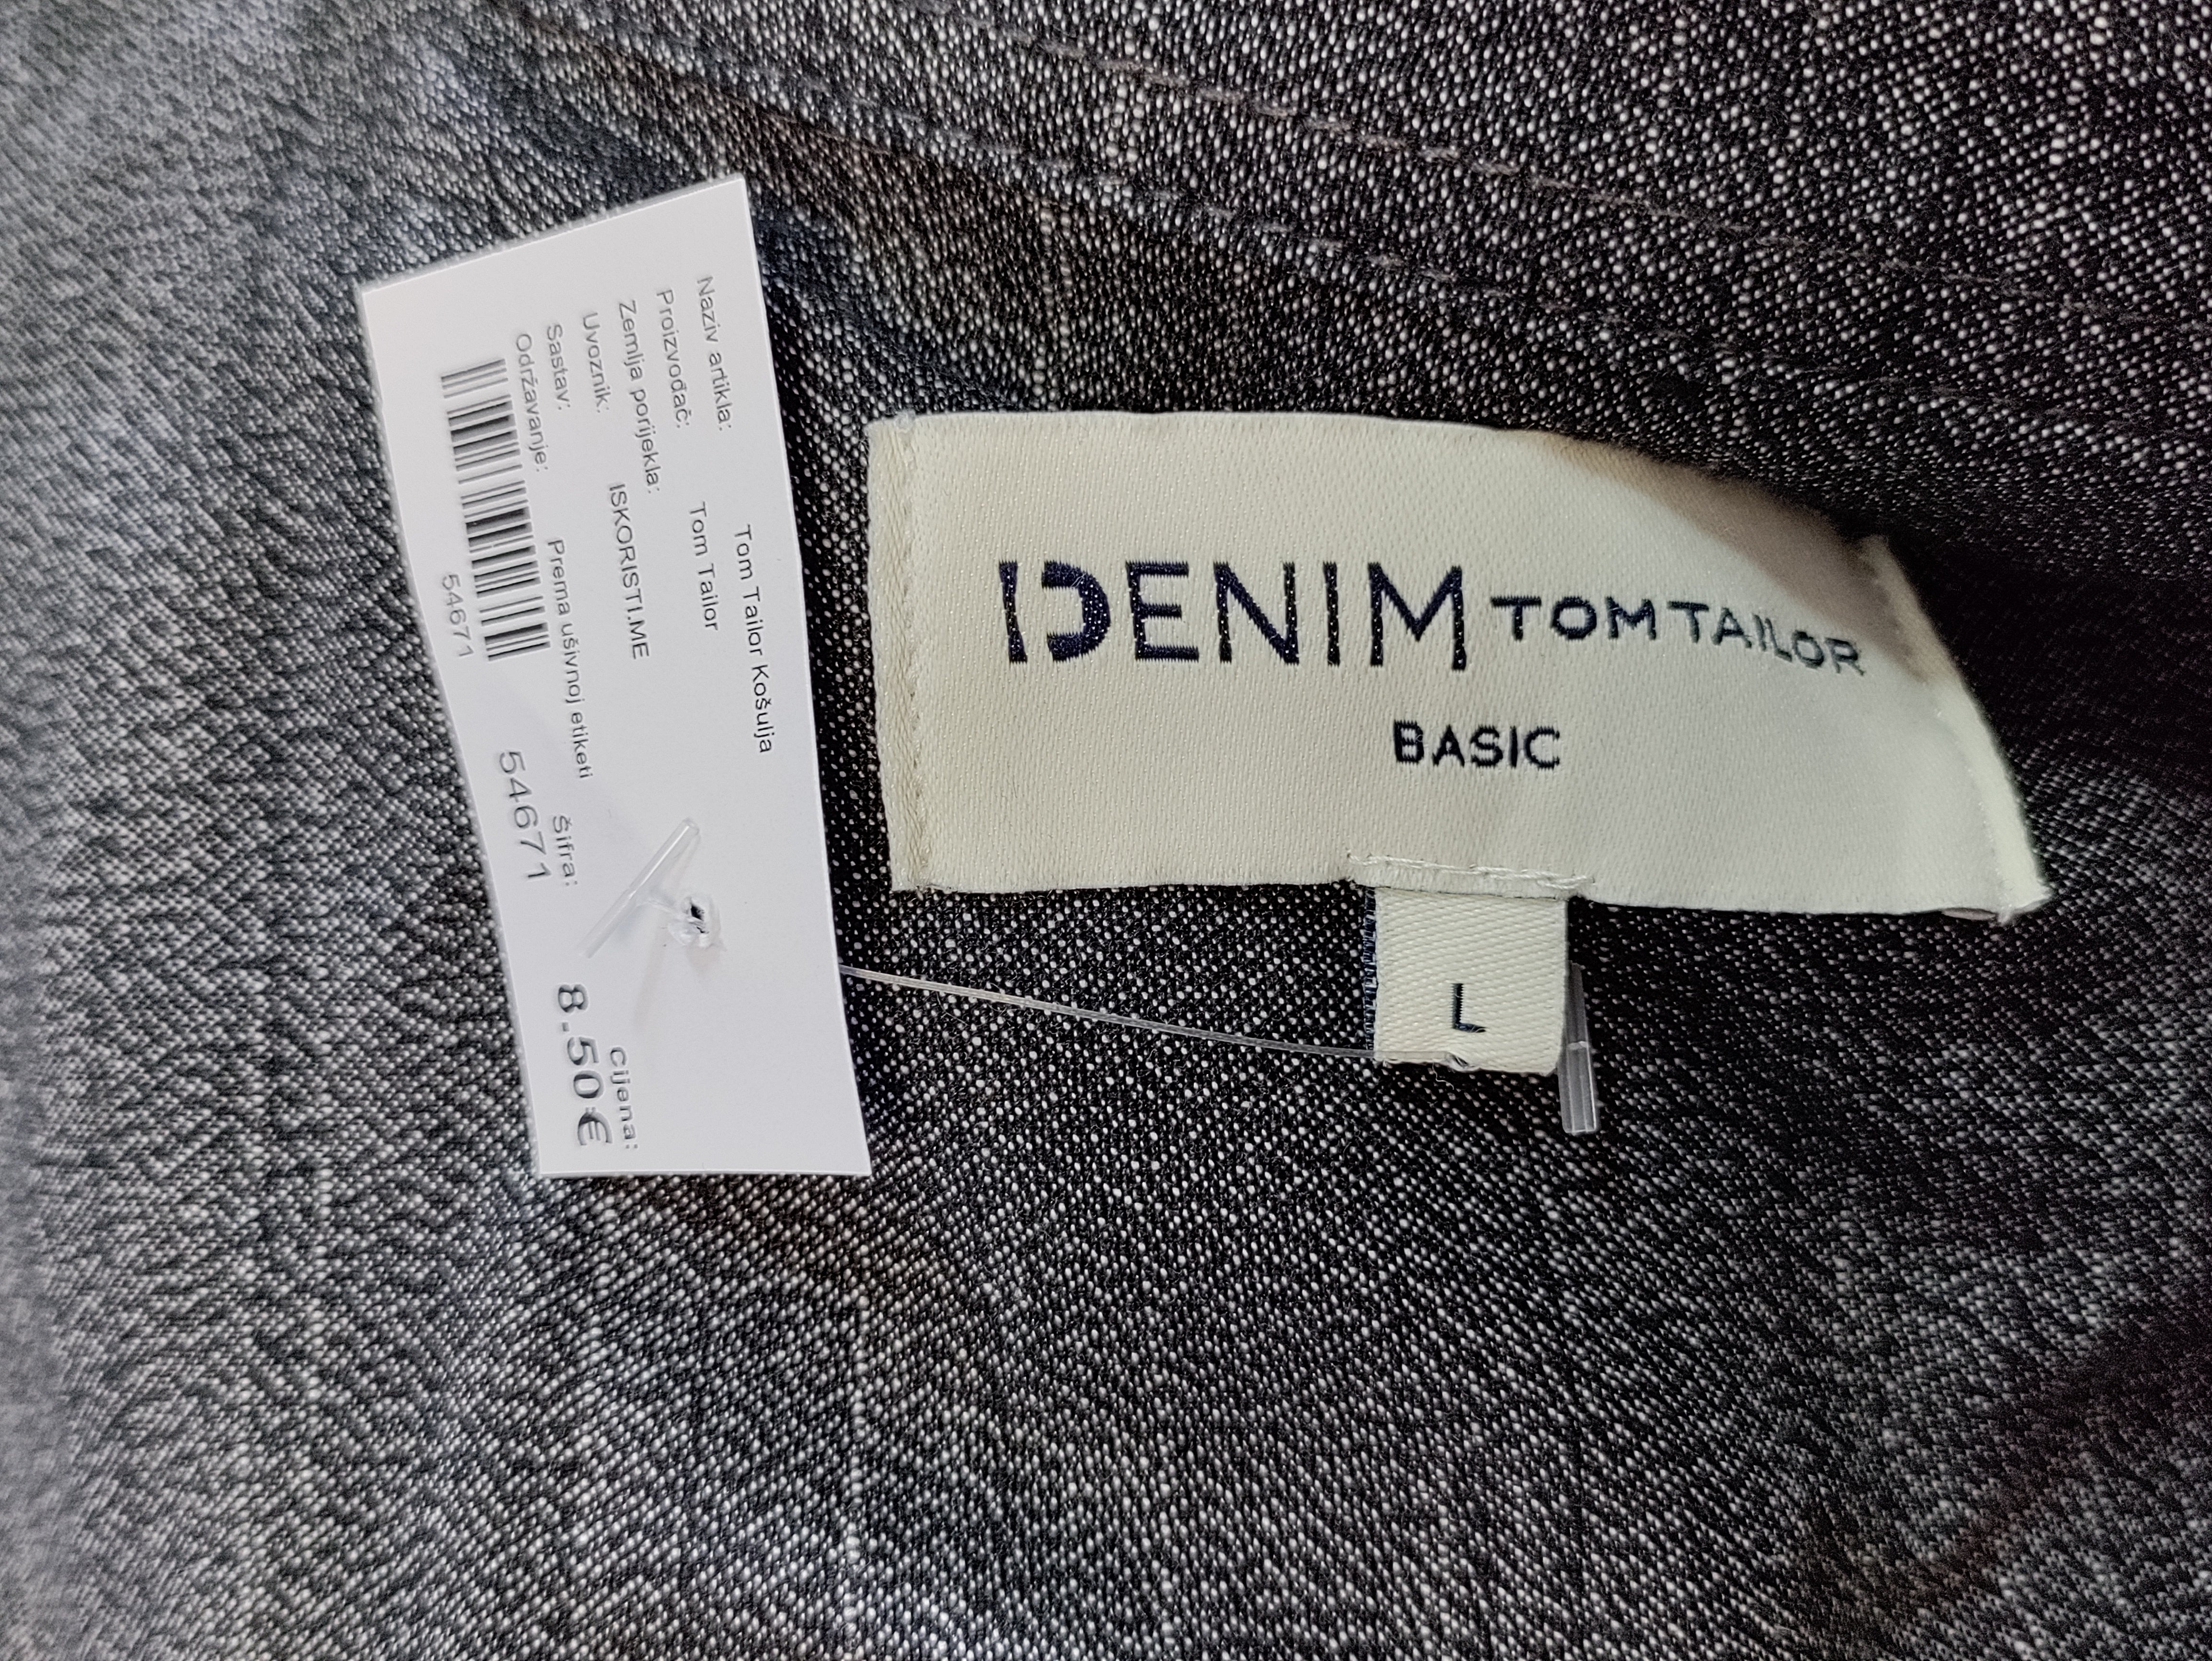 Naziv artikla: Tom Tailor Košulja
Proizvođač: Tom Tailor
Zemlja porijekla:
Uvoznik: ISKORISTI.ME
Sastav:
Održavanje: Prema ušivnoj etiketi
Šifra:
54671
54671
Cijena:
8.50€
DENIM TOM TAILOR
BASIC
L